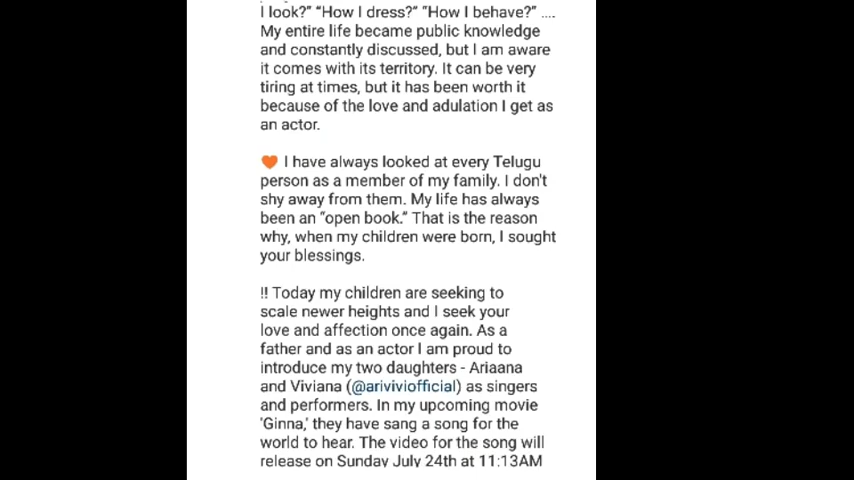 I look?" "How I dress?" "How I behave?" ....
My entire life became public knowledge
and constantly discussed, but I am aware
it comes with its territory. It can be very
tiring at times, but it has been worth it
because of the love and adulation I get as
an actor.
🧡 I have always looked at every Telugu
person as a member of my family. I don't
shy away from them. My life has always
been an “open book.” That is the reason
why, when my children were born, I sought
your blessings.
!! Today my children are seeking to
scale newer heights and I seek your
love and affection once again. As a
father and as an actor I am proud to
introduce my two daughters - Ariaana
and Viviana (@ariviviofficial) as singers
and performers. In my upcoming movie
'Ginna,' they have sang a song for the
world to hear. The video for the song will
release on Sunday July 24th at 11:13AM